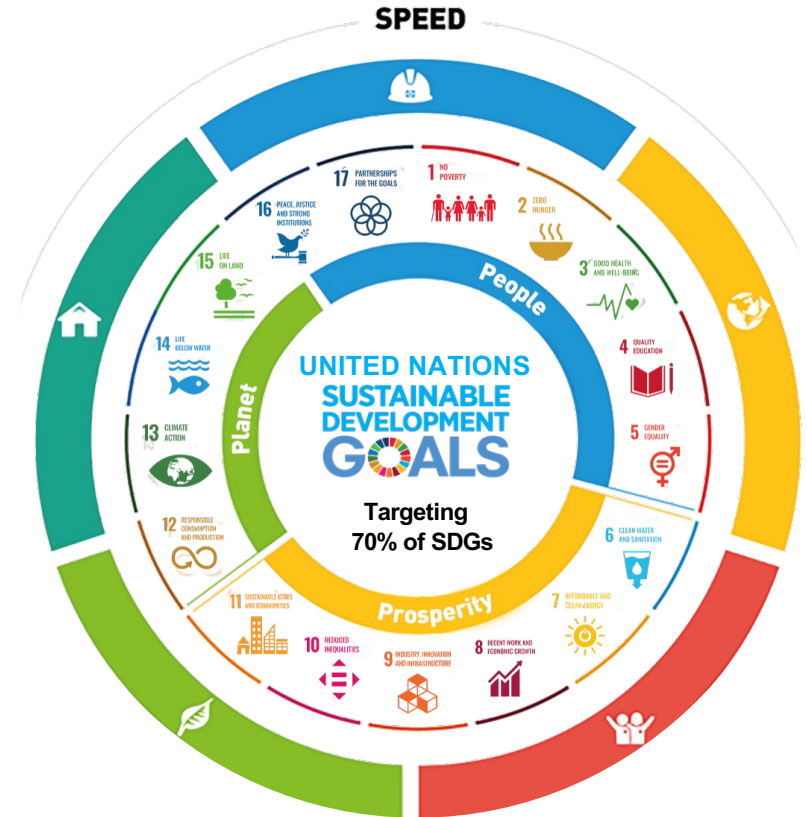 SPEED
1 NO
POVERTY
2 ZERO
HUNGER
3 GOOD HEALTH
AND WELL-BEING
4 QUALITY
EDUCATION
5 GENDER
EQUALITY
6 CLEAN WATER
AND SANITATION
7 AFFORDABLE AND
CLEAN ENERGY
8 DECENT WORK AND
ECONOMIC GROWTH
9 INDUSTRY, INNOVATION
AND INFRASTRUCTURE
10 REDUCED
INEQUALITIES
11 SUSTAINABLE CITIES
AND COMMUNITIES
12 RESPONSIBLE
CONSUMPTION
AND PRODUCTION
13 CLIMATE
ACTION
14 LIFE
BELOW WATER
15 LIFE
ON LAND
16 PEACE, JUSTICE
AND STRONG
INSTITUTIONS
17 PARTNERSHIPS
FOR THE GOALS
People
Planet
Prosperity
UNITED NATIONS
SUSTAINABLE
DEVELOPMENT
GOALS
Targeting
70% of SDGs